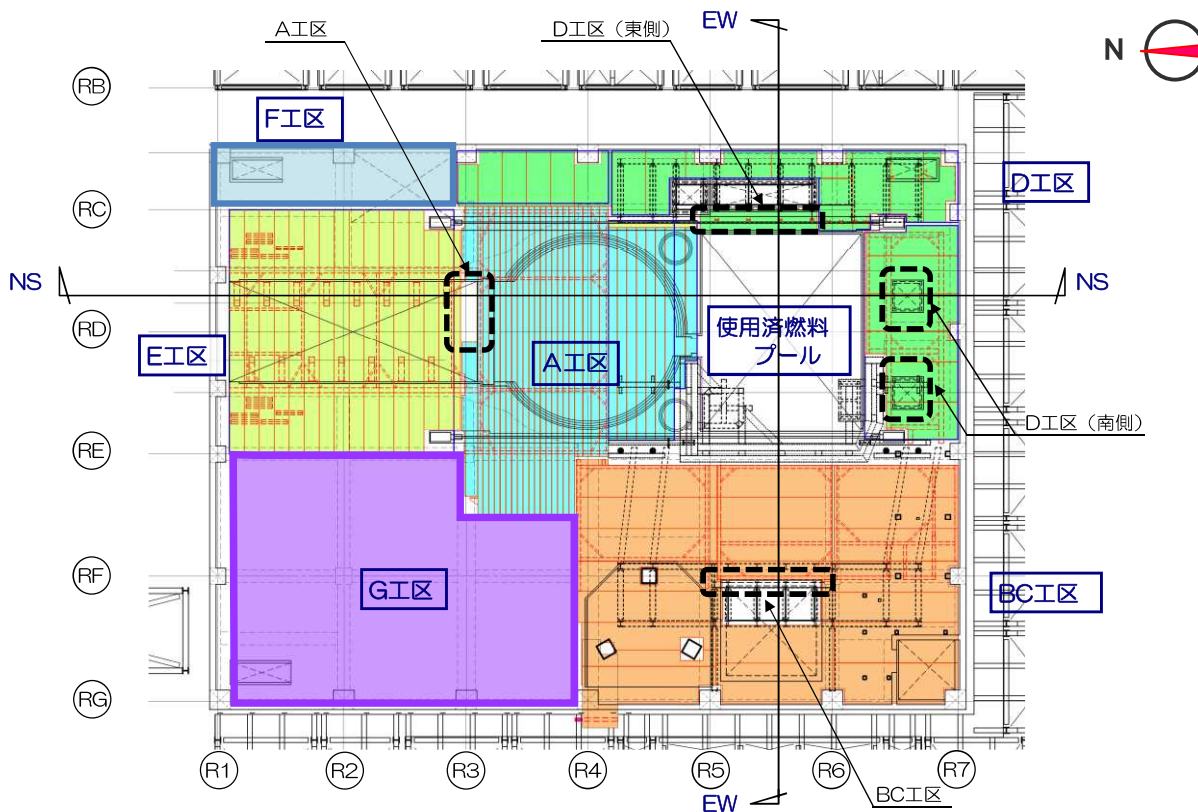 EW
A工区
D工区（東側）
N
RB
F工区
D工区
RC
NS
NS
使用済燃料
プール
RD
E工区
A工区
D工区（南側）
RE
RF
G工区
BC工区
RG
R1
R2
R3
R4
R5
R6
R7
BC工区
EW